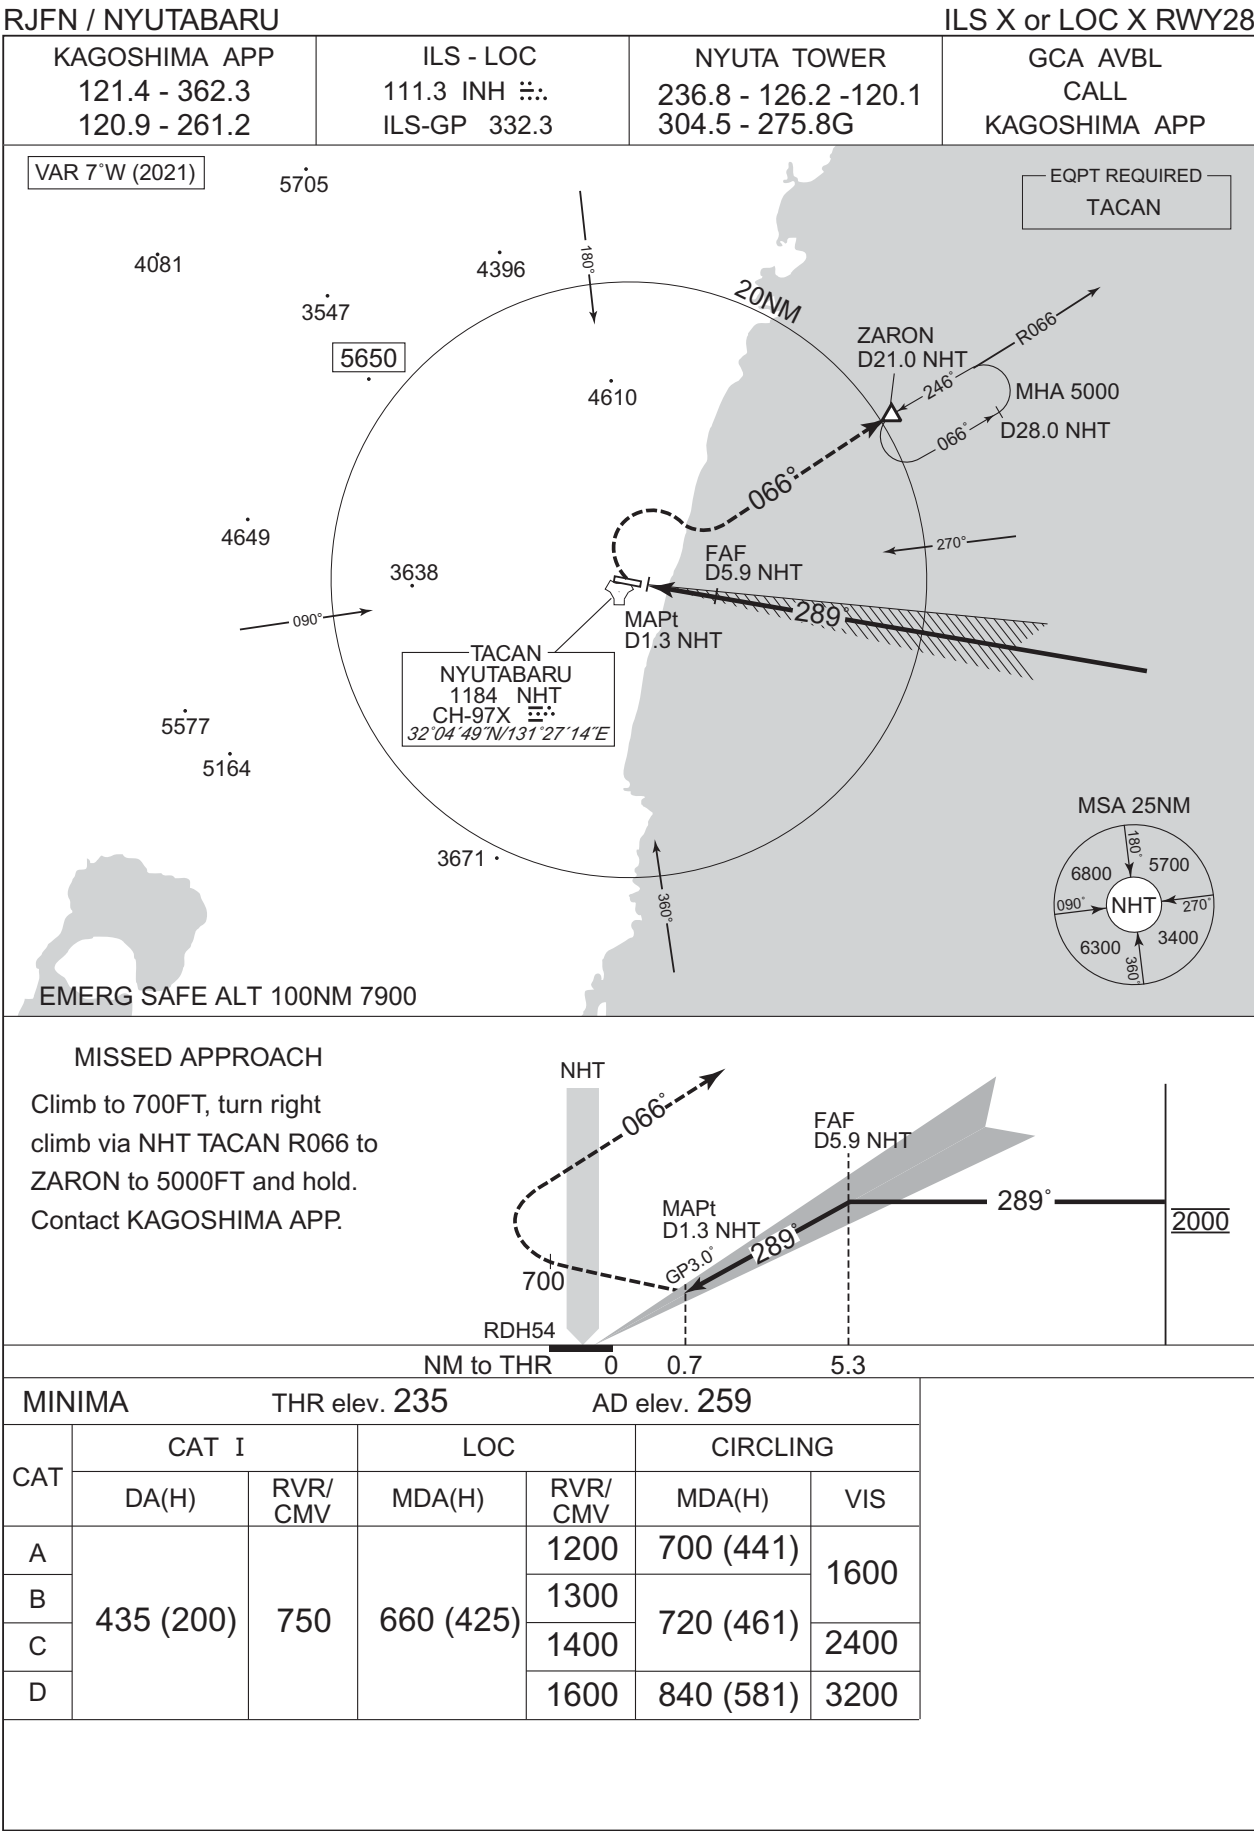 RJFN / NYUTABARU
ILS X or LOC X RWY28
KAGOSHIMA APP
121.4 - 362.3
120.9 - 261.2
ILS - LOC
111.3 INH
ILS-GP 332.3
NYUTA TOWER
236.8 - 126.2 -120.1
304.5 - 275.8G
GCA AVBL
CALL
KAGOSHIMA APP
VAR 7°W (2021)
EQPT REQUIRED
TACAN
5705
4081
4396
3547
5650
4610
4649
3638
5577
5164
3671
180°
20NM
ZARON
D21.0 NHT
R066
246°
MHA 5000
066°
D28.0 NHT
066°
270°
FAF
D5.9 NHT
289°
090°
MAPt
D1.3 NHT
TACAN
NYUTABARU
1184 NHT
CH-97X
32°04´49˝N/131°27´14˝E
360°
MSA 25NM
180°
6800
5700
090°
NHT
270°
6300
3400
360°
EMERG SAFE ALT 100NM 7900
MISSED APPROACH
Climb to 700FT, turn right
climb via NHT TACAN R066 to
ZARON to 5000FT and hold.
Contact KAGOSHIMA APP.
NHT
066°
FAF
D5.9 NHT
MAPt
D1.3 NHT
289°
289°
2000
GP3.0°
700
RDH54
NM to THR 0 0.7 5.3
MINIMA THR elev. 235 AD elev. 259
CAT
CAT I
LOC
CIRCLING
DA(H)
RVR/
CMV
MDA(H)
RVR/
CMV
MDA(H)
VIS
A
B
C
D
435 (200)
750
660 (425)
1200
1300
1400
1600
700 (441)
720 (461)
840 (581)
1600
2400
3200